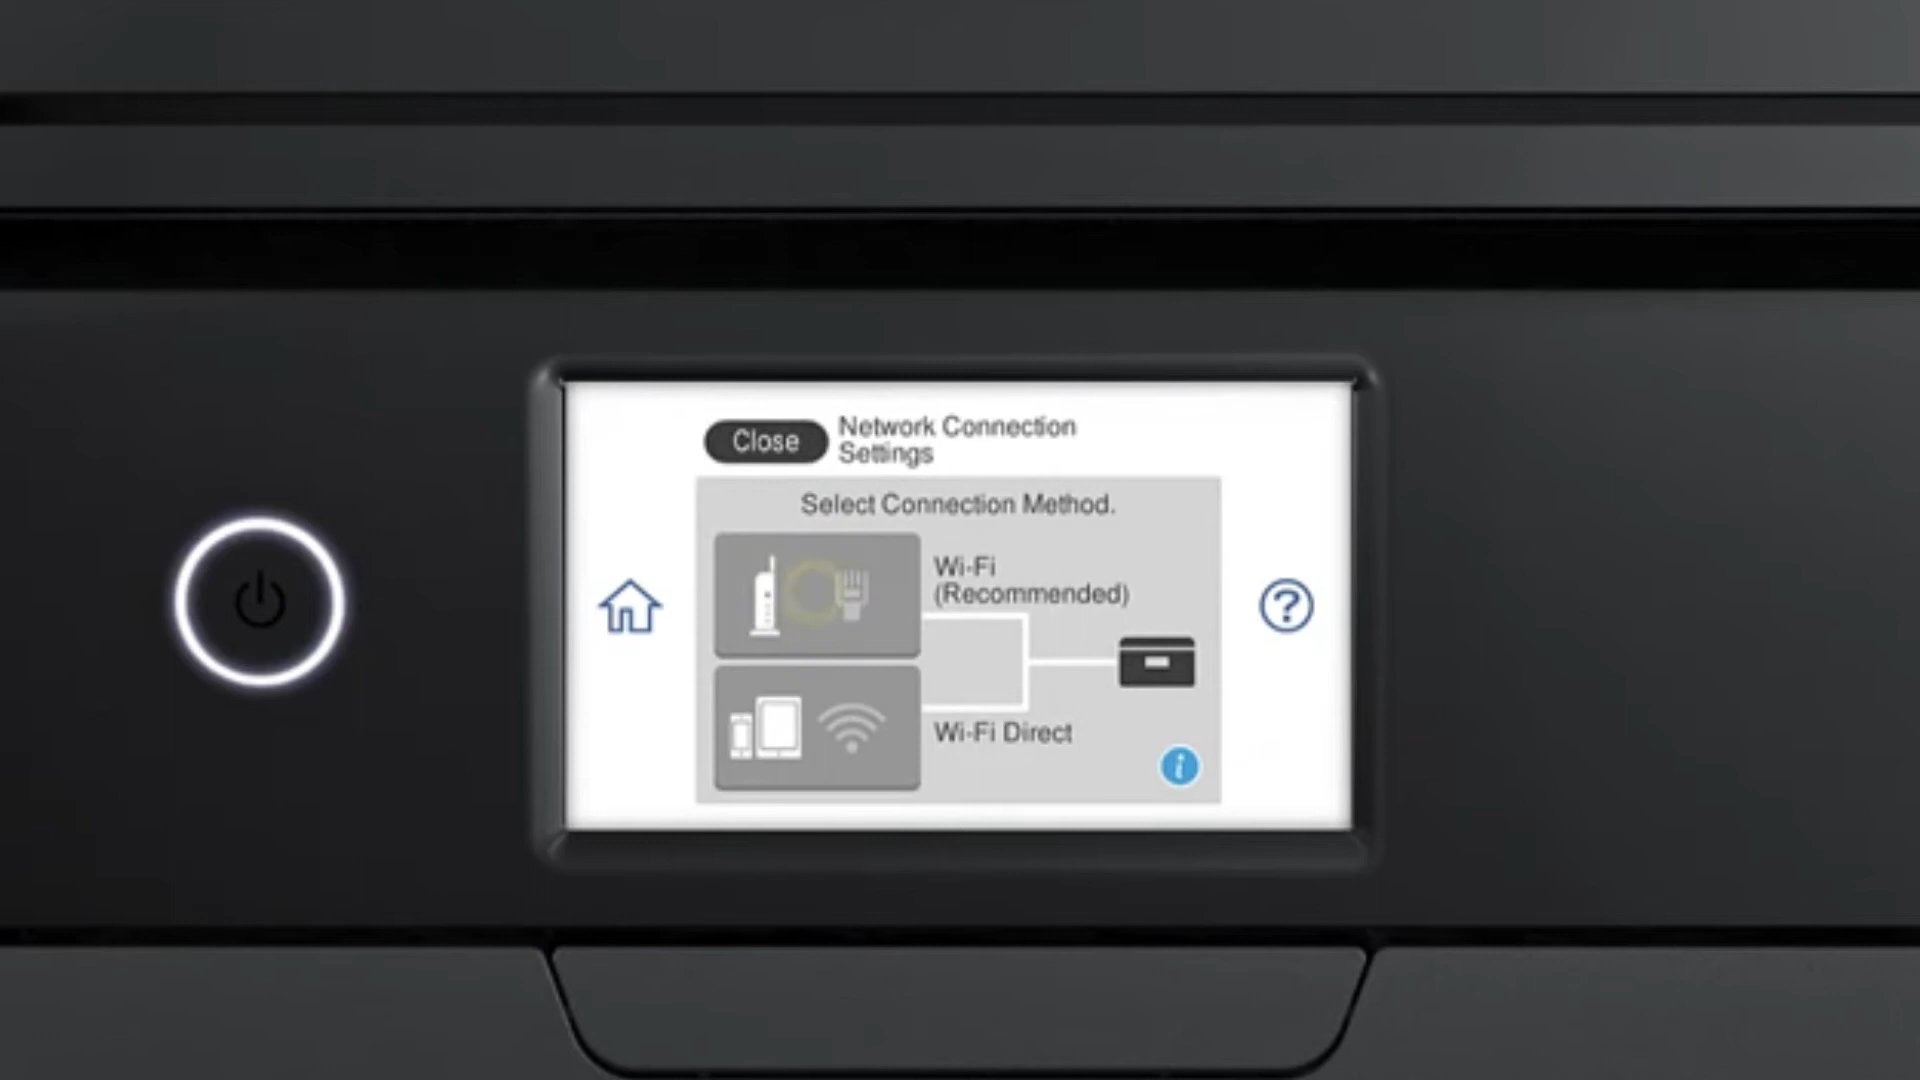 Close
Network Connection
Settings
Select Connection Method.
Wi-Fi
(Recommended)
Wi-Fi Direct
i
?